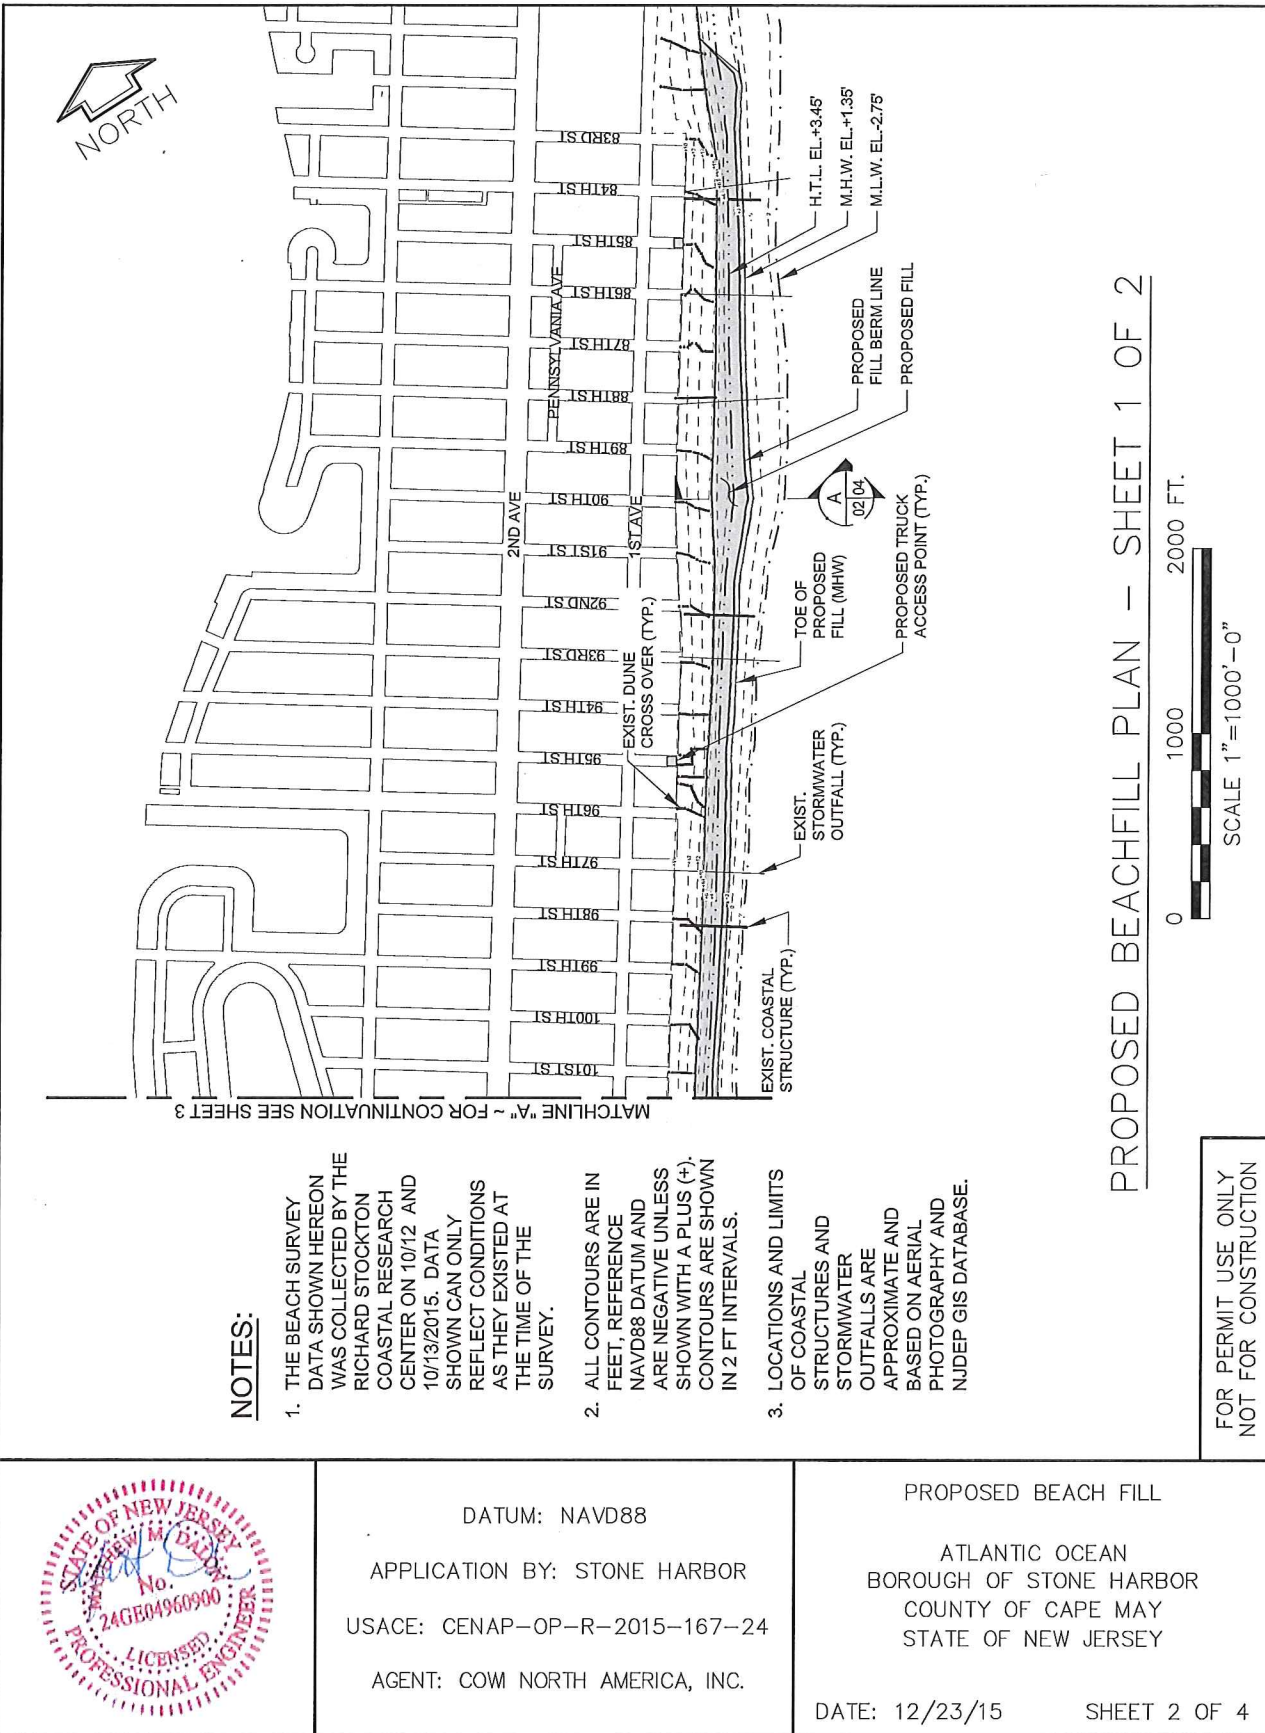 NORTH
83RD ST
84TH ST
85TH ST
86TH ST
87TH ST
88TH ST
89TH ST
90TH ST
91ST ST
92ND ST
93RD ST
94TH ST
95TH ST
96TH ST
97TH ST
98TH ST
99TH ST
100TH ST
101ST ST
PENNSYLVANIA AVE
2ND AVE
1ST AVE
H.T.L. EL.+3.45'
M.H.W. EL.+1.35'
M.L.W. EL.-2.75'
PROPOSED
FILL BERM LINE
PROPOSED FILL
A
02 04
PROPOSED TRUCK
ACCESS POINT (TYP.)
TOE OF
PROPOSED
FILL (MHW)
EXIST. DUNE
CROSS OVER (TYP.)
EXIST.
STORMWATER
OUTFALL (TYP.)
EXIST. COASTAL
STRUCTURE (TYP.)
MATCHLINE "A" ~ FOR CONTINUATION SEE SHEET 3
PROPOSED BEACHFILL PLAN - SHEET 1 OF 2
0 1000 2000 FT.
SCALE 1"=1000'-0"
NOTES:
1. THE BEACH SURVEY
DATA SHOWN HEREON
WAS COLLECTED BY THE
RICHARD STOCKTON
COASTAL RESEARCH
CENTER ON 10/12 AND
10/13/2015. DATA
SHOWN CAN ONLY
REFLECT CONDITIONS
AS THEY EXISTED AT
THE TIME OF THE
SURVEY.
2. ALL CONTOURS ARE IN
FEET, REFERENCE
NAVD88 DATUM AND
ARE NEGATIVE UNLESS
SHOWN WITH A PLUS (+).
CONTOURS ARE SHOWN
IN 2 FT INTERVALS.
3. LOCATIONS AND LIMITS
OF COASTAL
STRUCTURES AND
STORMWATER
OUTFALLS ARE
APPROXIMATE AND
BASED ON AERIAL
PHOTOGRAPHY AND
NJDEP GIS DATABASE.
FOR PERMIT USE ONLY
NOT FOR CONSTRUCTION
STATE OF NEW JERSEY
MATTHEW M. DALON
No.
24GE04960900
LICENSED
PROFESSIONAL ENGINEER
DATUM: NAVD88
APPLICATION BY: STONE HARBOR
USACE: CENAP-OP-R-2015-167-24
AGENT: COWI NORTH AMERICA, INC.
PROPOSED BEACH FILL
ATLANTIC OCEAN
BOROUGH OF STONE HARBOR
COUNTY OF CAPE MAY
STATE OF NEW JERSEY
DATE: 12/23/15 SHEET 2 OF 4